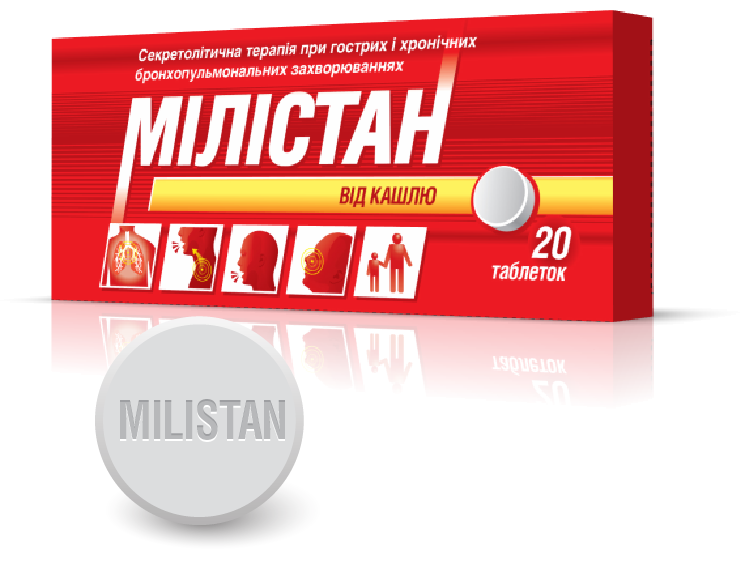 Секретолітична терапія при гострих і хронічних
бронхопульмональних захворюваннях
МІЛІСТАН
ВІД КАШЛЮ
20
таблеток
MILISTAN